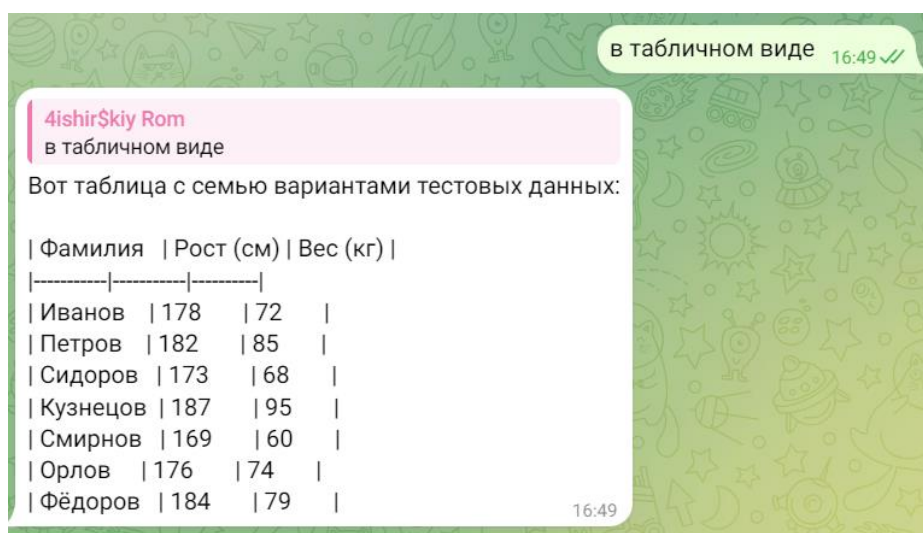 в табличном виде 16:49
4ishir$kiy Rom
в табличном виде
Вот таблица с семью вариантами тестовых данных:
| Фамилия | Рост (см) | Вес (кг) |
|-----------|-----------|----------|
| Иванов | 178 | 72 |
| Петров | 182 | 85 |
| Сидоров | 173 | 68 |
| Кузнецов | 187 | 95 |
| Смирнов | 169 | 60 |
| Орлов | 176 | 74 |
| Фёдоров | 184 | 79 |
16:49